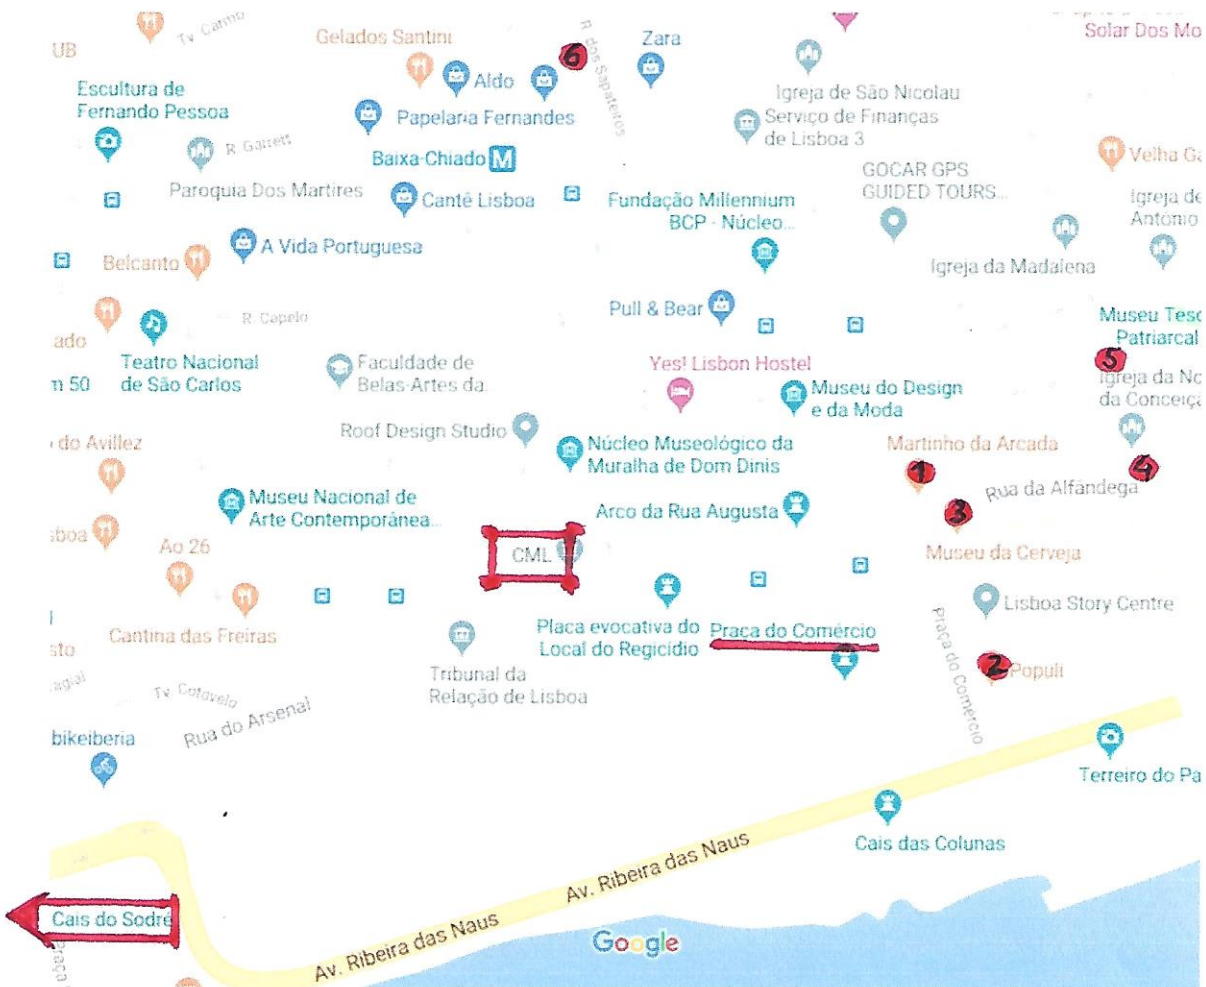 Tv. Carmo
UB
Gelados Santini
6
R. dos Sapateiros
Zara
Solar Dos Mo
Escultura de
Fernando Pessoa
Aldo
Papelaria Fernandes
Igreja de São Nicolau
Serviço de Finanças
de Lisboa 3
R. Garrett
Baixa-Chiado M
Velha Ga
Paroquia Dos Martires
Cantê Lisboa
Fundação Millennium
BCP - Núcleo...
GOCAR GPS
GUIDED TOURS...
Igreja de
António
A Vida Portuguesa
Belcanto
Igreja da Madalena
Pull & Bear
R. Capelo
ado
Museu Teso
Patriarcal
5
Teatro Nacional
de São Carlos
m 50
Faculdade de
Belas-Artes da...
Yes! Lisbon Hostel
Museu do Design
e da Moda
Igreja da No
da Conceiçã
Roof Design Studio
do Avillez
Núcleo Museológico da
Muralha de Dom Dinis
Martinho da Arcada
1
4
Rua da Alfândega
3
Museu Nacional de
Arte Contemporânea...
Arco da Rua Augusta
sboa
Ao 26
CML
Museu da Cerveja
Lisboa Story Centre
Cantina das Freiras
sto
Placa evocativa do
Local do Regicídio
Praça do Comércio
Praça do Comércio
2
Populi
Tribunal da
Relação de Lisboa
agial
Tv. Cotovelo
Rua do Arsenal
bikeiberia
Terreiro do Pa
Cais das Colunas
Av. Ribeira das Naus
Cais do Sodré
Av. Ribeira das Naus
Google
Praça